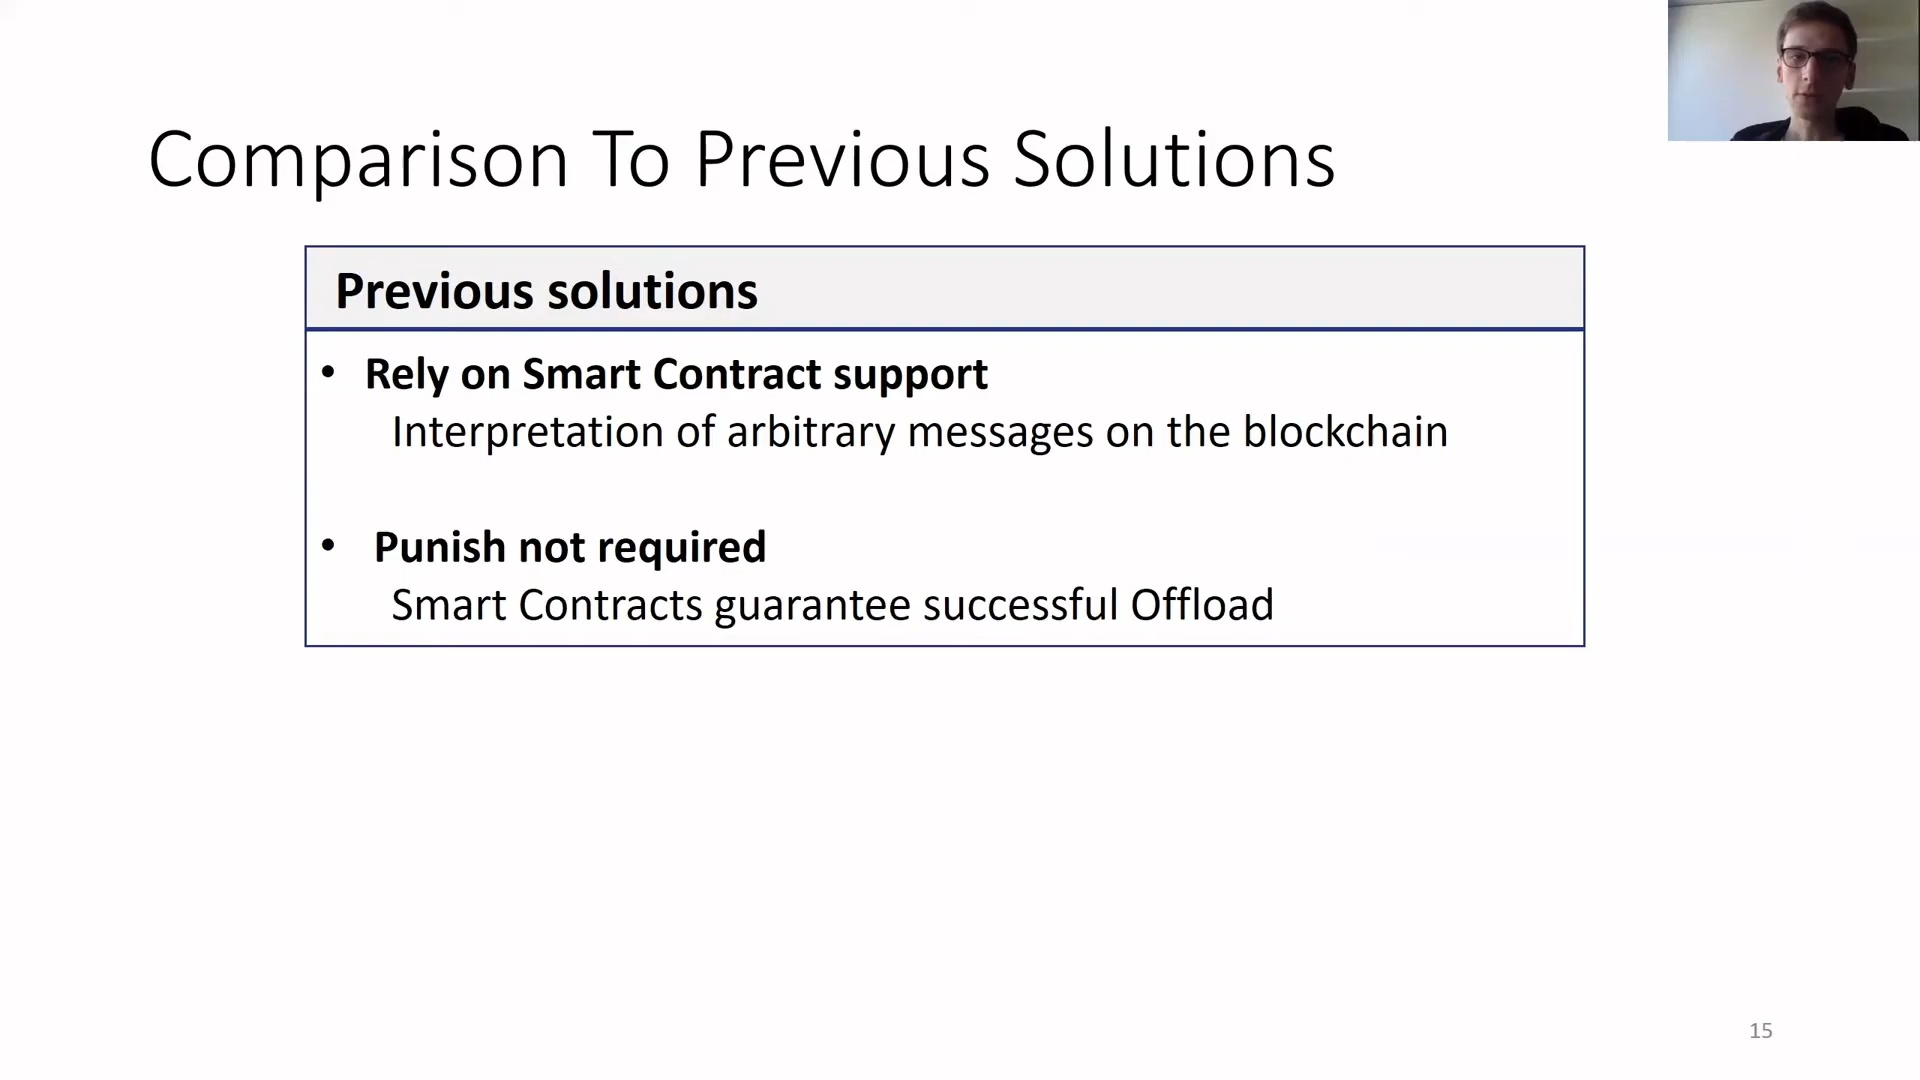 Comparison To Previous Solutions
Previous solutions
• Rely on Smart Contract support
Interpretation of arbitrary messages on the blockchain
• Punish not required
Smart Contracts guarantee successful Offload
15